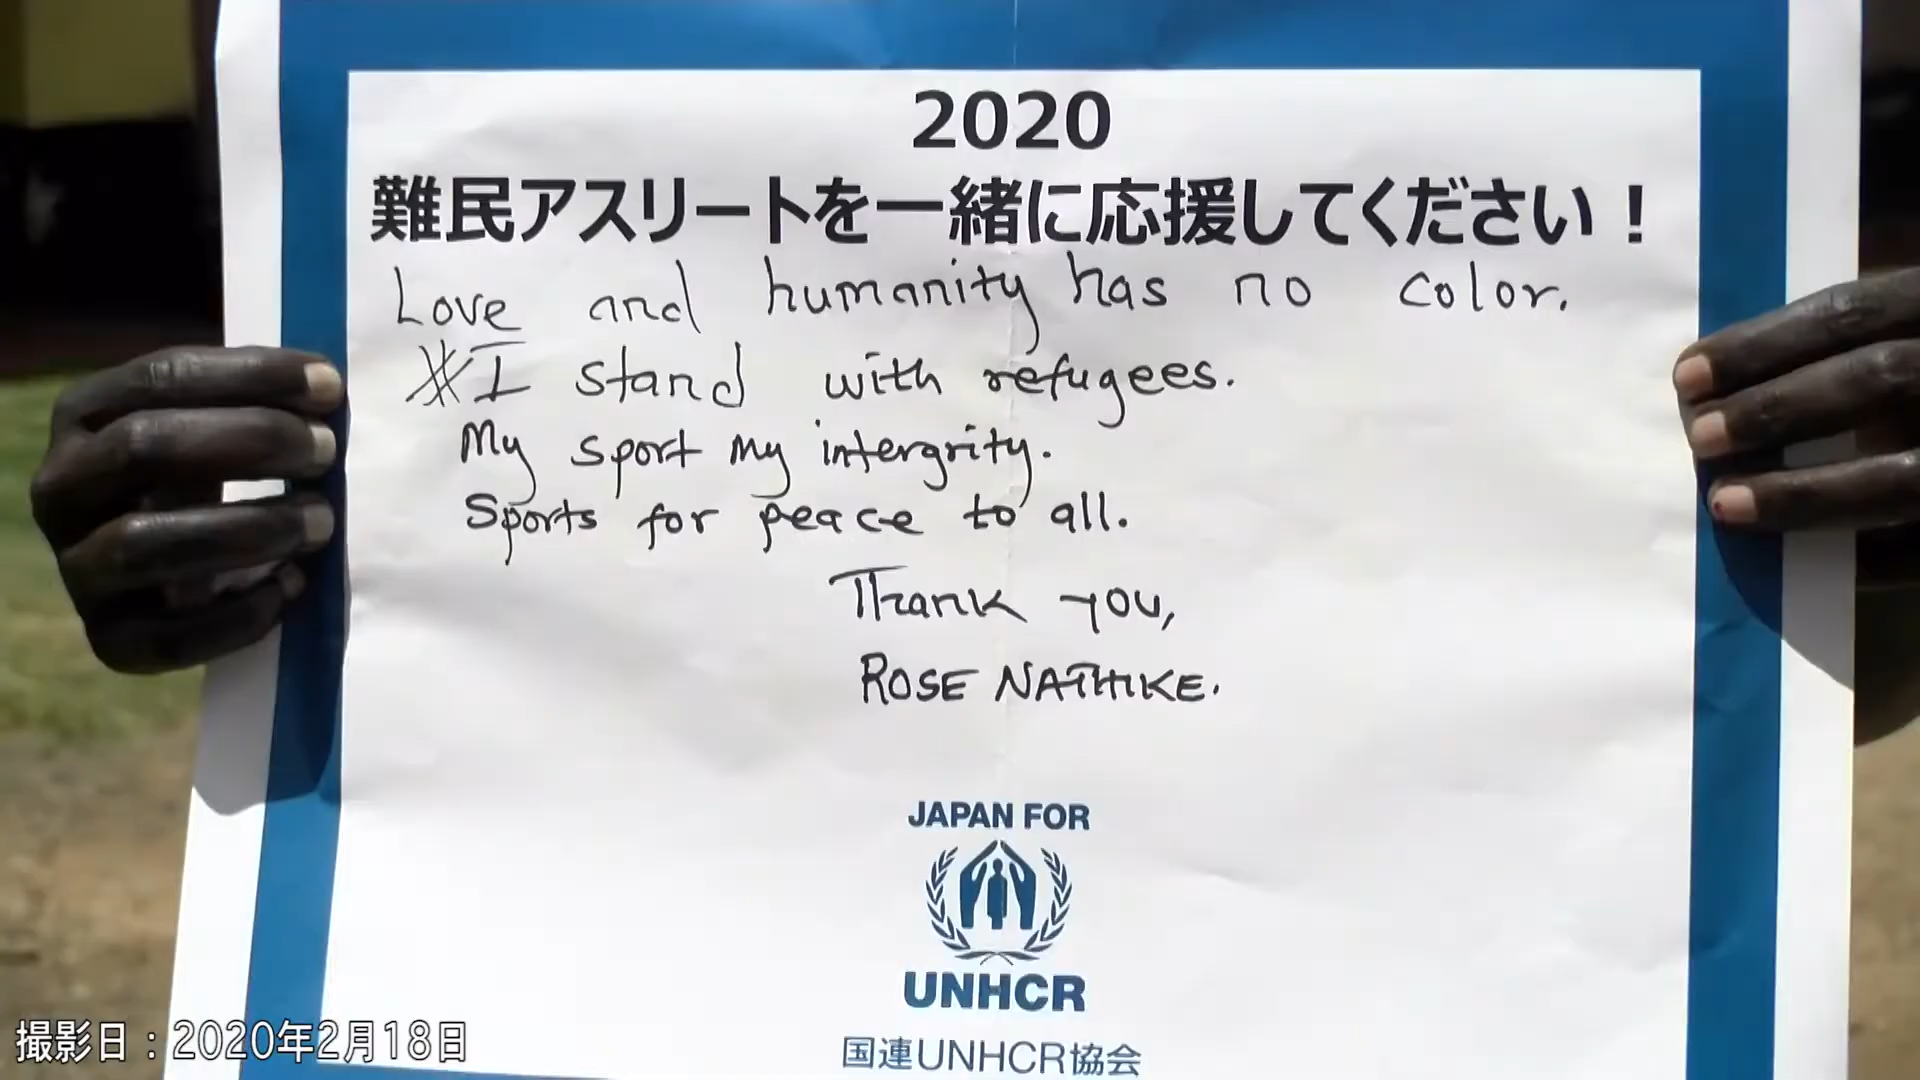 2020
難民アスリートを一緒に応援してください！
Love and humanity has no color.
#I stand with refugees.
My sport my intergrity.
Sports for peace to all.
Thank you,
ROSE NATHIKE.
JAPAN FOR
UNHCR
国連UNHCR協会
撮影日：2020年2月18日